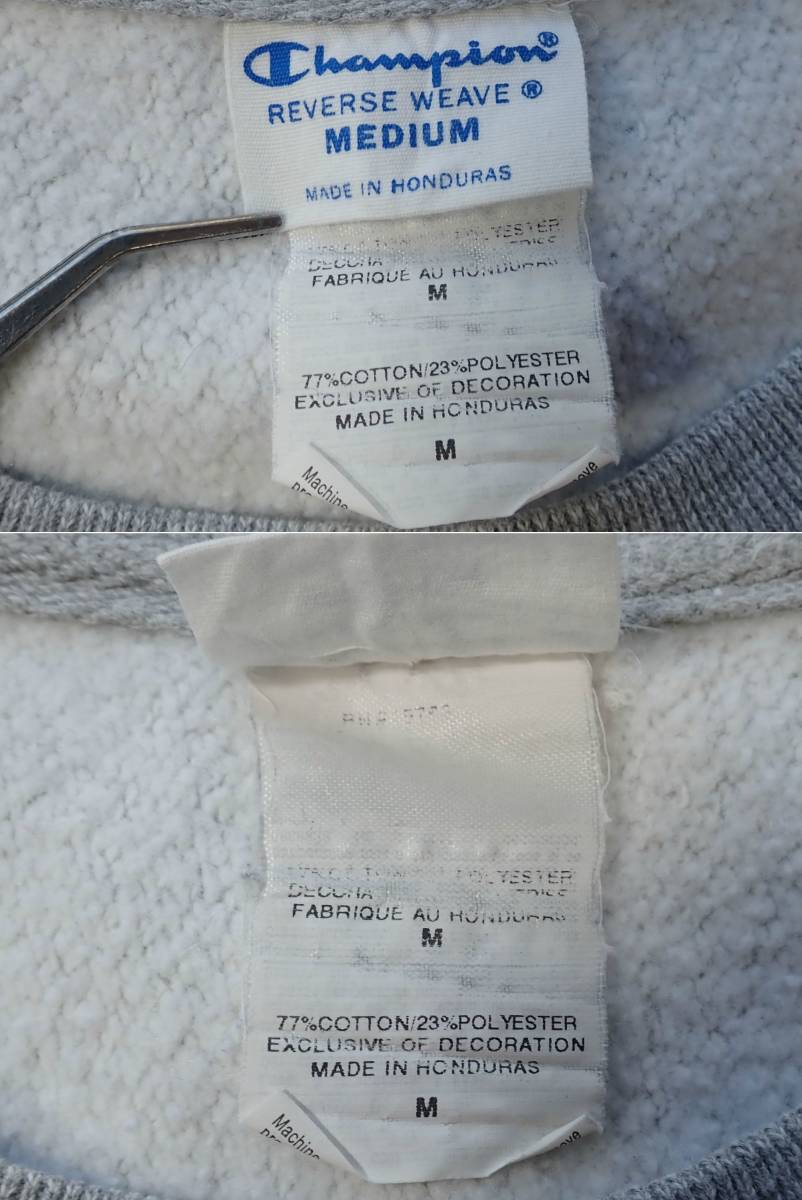 Champion®
REVERSE WEAVE ®
MEDIUM
MADE IN HONDURAS
POLYESTER
FABRIQUE AU HONDURAS
M
77%COTTON/23%POLYESTER
EXCLUSIVE OF DECORATION
MADE IN HONDURAS
M
Machine
POLYESTER
FABRIQUE AU HONDURAS
M
77%COTTON/23%POLYESTER
EXCLUSIVE OF DECORATION
MADE IN HONDURAS
M
Machine